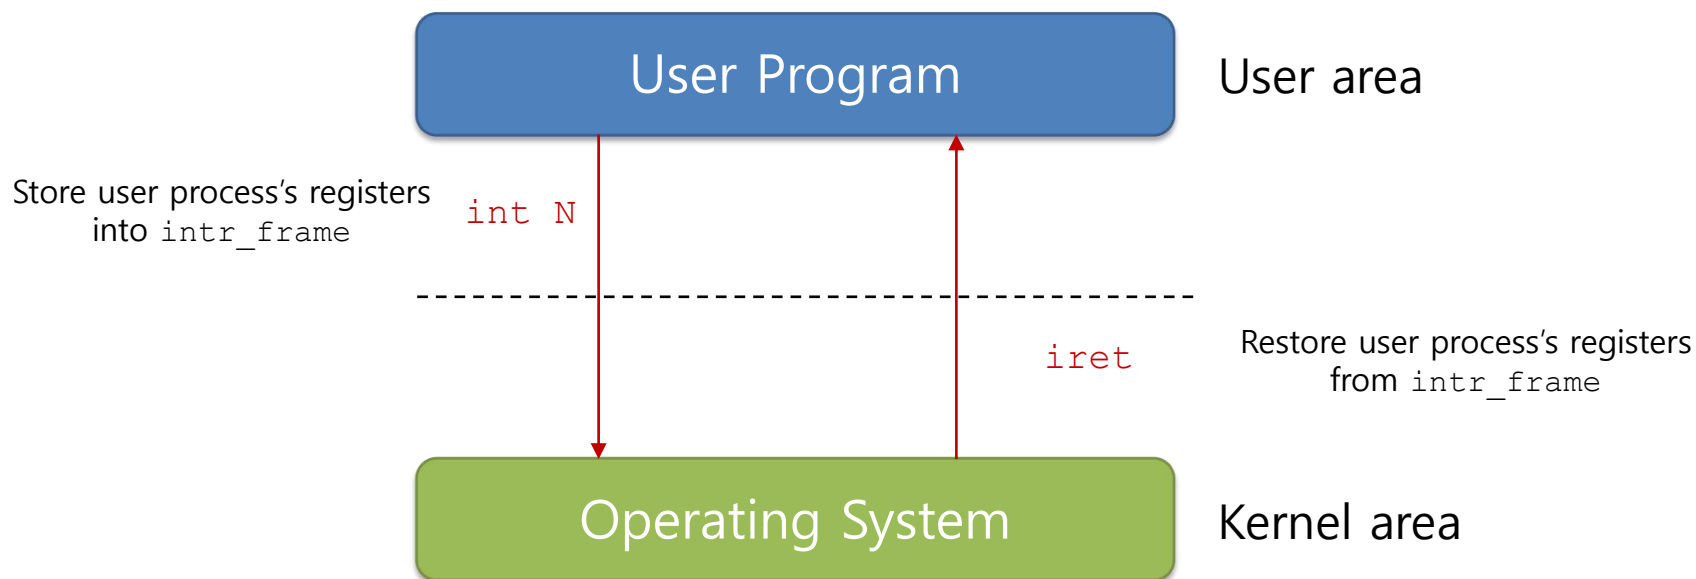 User Program
User area
Store user process’s registers
into intr_frame
int N
iret
Restore user process’s registers
from intr_frame
Operating System
Kernel area